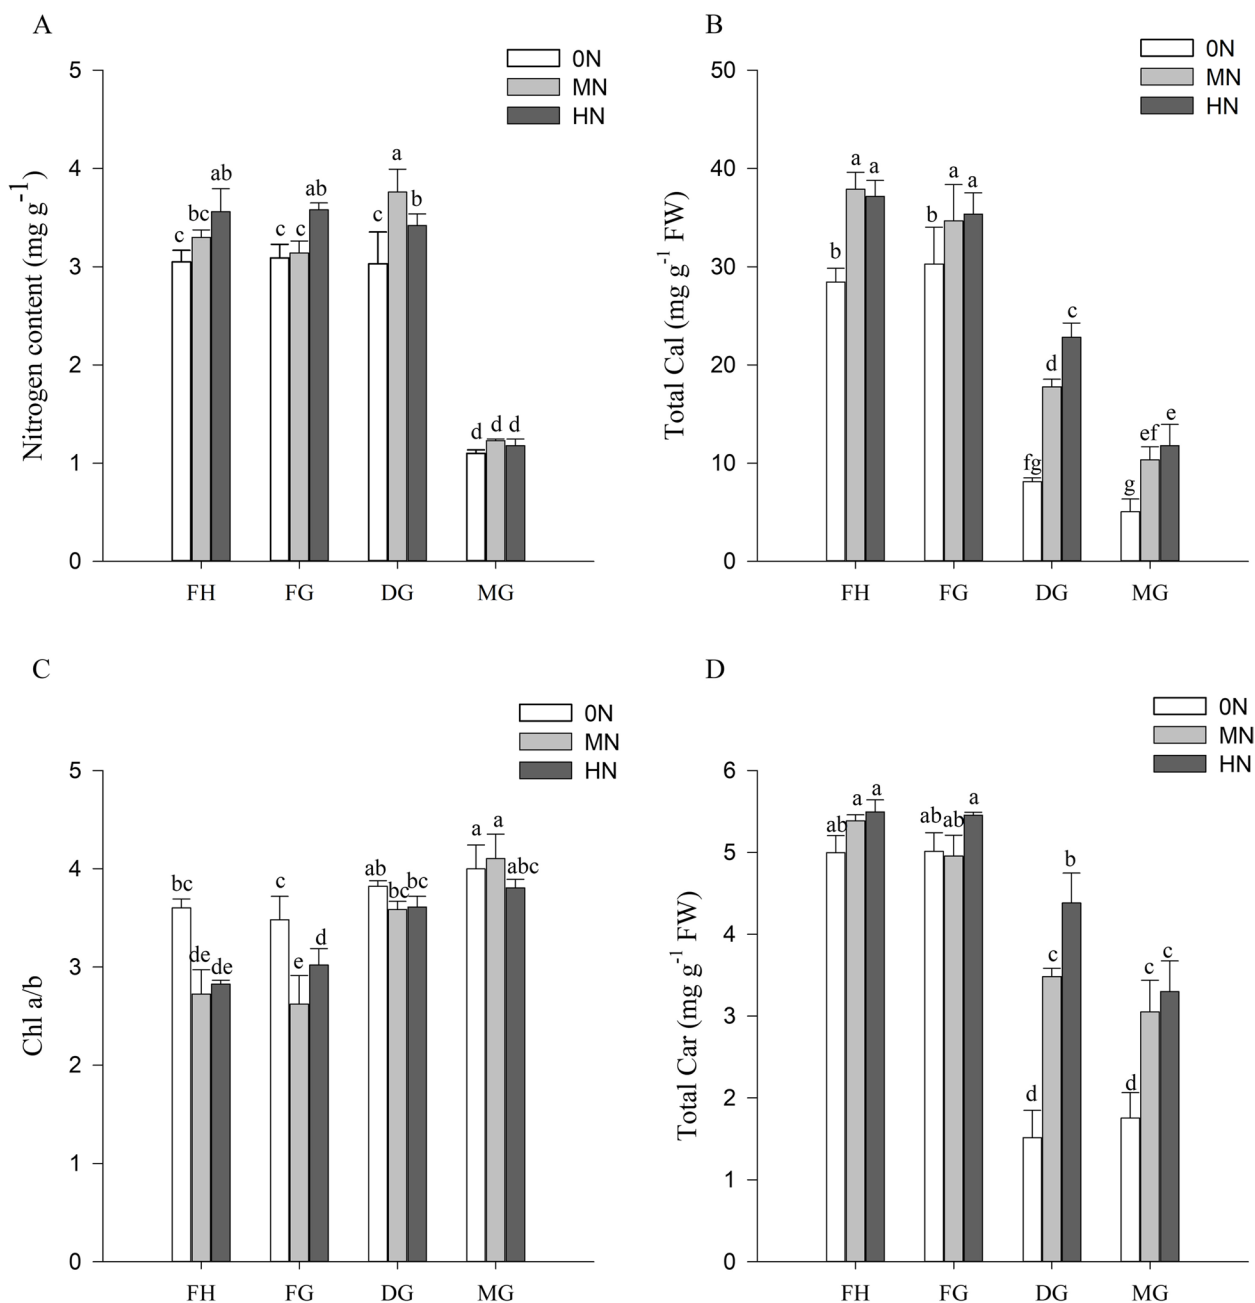 A
0N
MN
HN
5
4
3
2
1
0
Nitrogen content (mg g-1)
c bc ab
c c ab
c a b
d d d
FH FG DG MG
B
0N
MN
HN
50
40
30
20
10
0
Total Cal (mg g-1 FW)
b a a
b a a
fg d c
g ef e
FH FG DG MG
C
0N
MN
HN
5
4
3
2
1
0
Chl a/b
bc de de
c e d
ab bc bc
a a abc
FH FG DG MG
D
0N
MN
HN
6
5
4
3
2
1
0
Total Car (mg g-1 FW)
ab a a
ab ab a
d c b
d c c
FH FG DG MG